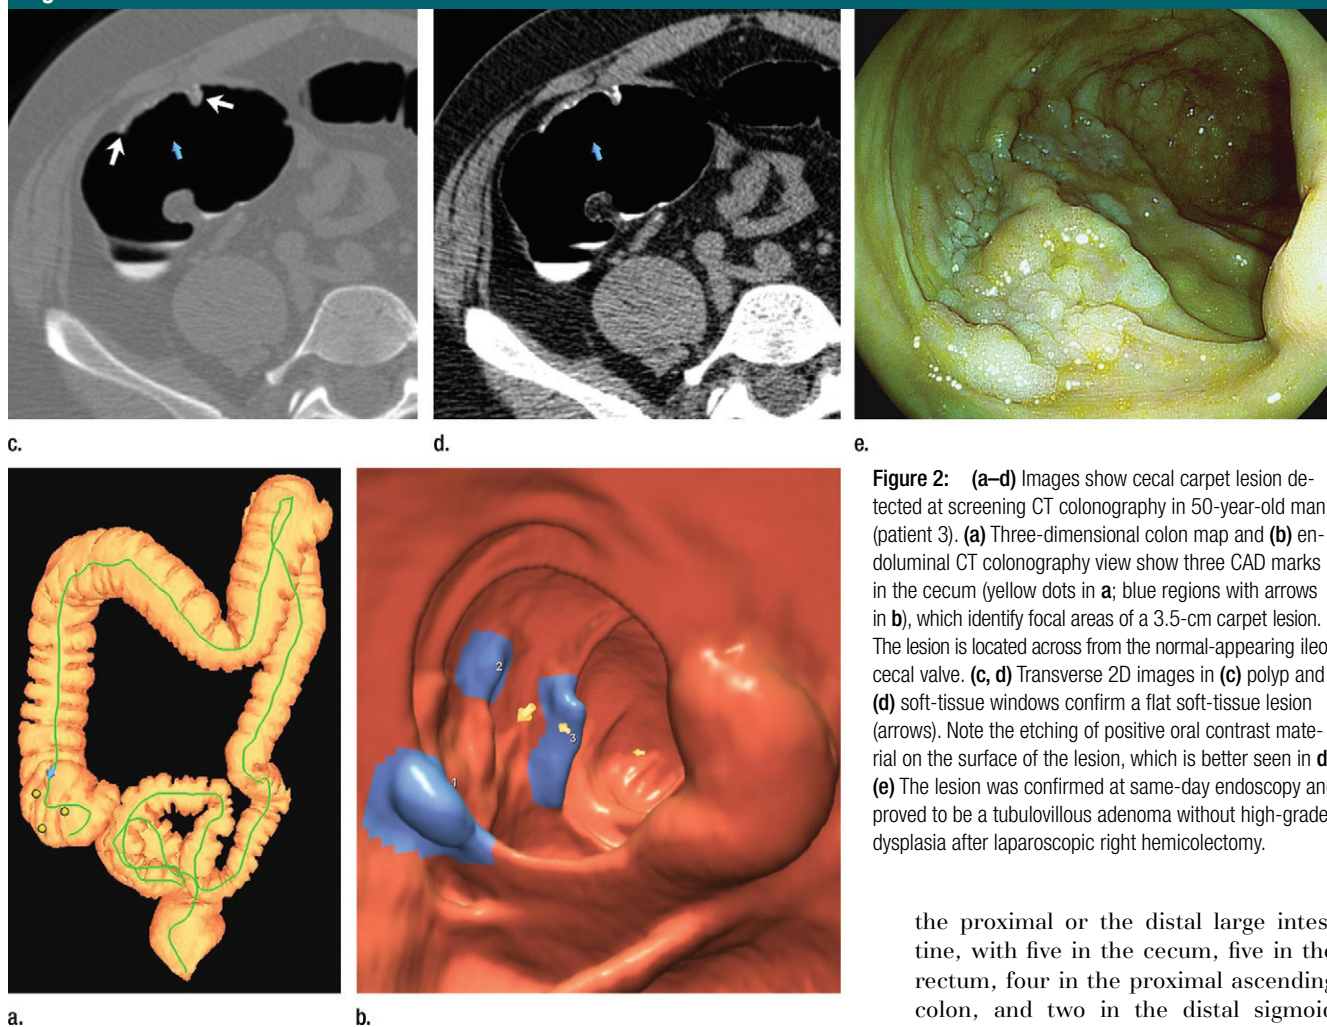 c.
d.
e.
2
3
1
a.
b.
Figure 2: (a–d) Images show cecal carpet lesion de-
tected at screening CT colonography in 50-year-old man
(patient 3). (a) Three-dimensional colon map and (b) en-
doluminal CT colonography view show three CAD marks
in the cecum (yellow dots in a; blue regions with arrows
in b), which identify focal areas of a 3.5-cm carpet lesion.
The lesion is located across from the normal-appearing ileo
cecal valve. (c, d) Transverse 2D images in (c) polyp and
(d) soft-tissue windows confirm a flat soft-tissue lesion
(arrows). Note the etching of positive oral contrast mate-
rial on the surface of the lesion, which is better seen in d
(e) The lesion was confirmed at same-day endoscopy and
proved to be a tubulovillous adenoma without high-grade
dysplasia after laparoscopic right hemicolectomy.
the proximal or the distal large intes
tine, with five in the cecum, five in the
rectum, four in the proximal ascending
colon, and two in the distal sigmoid